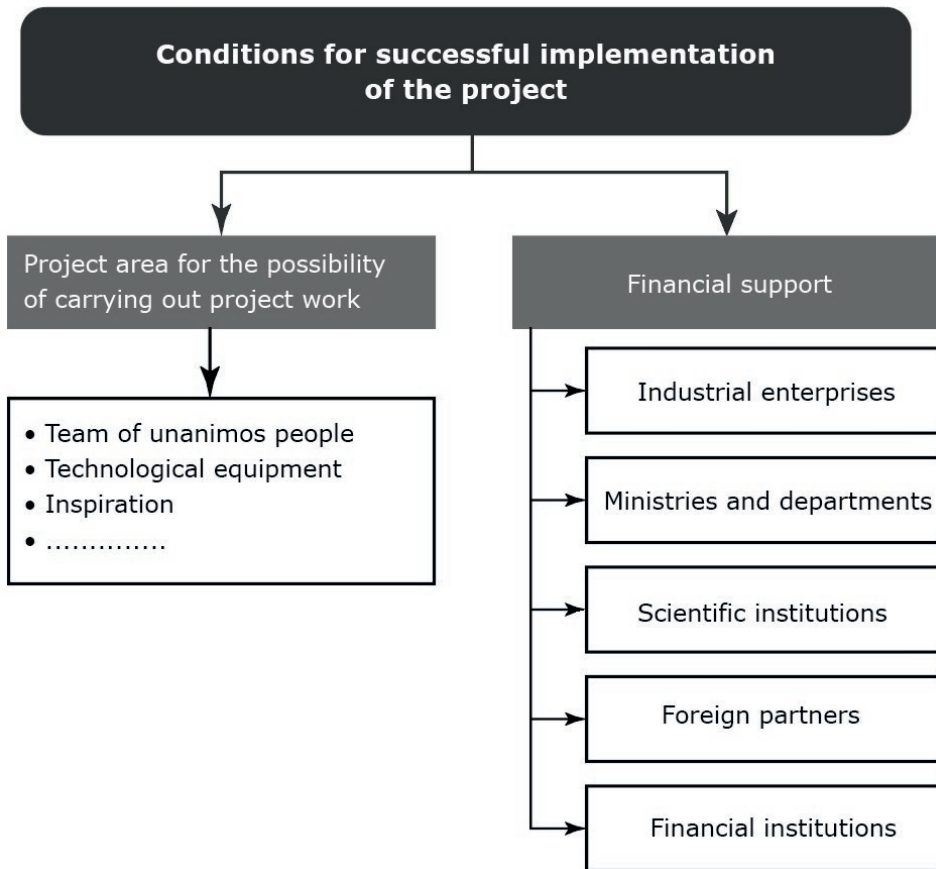 Conditions for successful implementation
of the project
Project area for the possibility
of carrying out project work
• Team of unanimos people
• Technological equipment
• Inspiration
• ..............
Financial support
Industrial enterprises
Ministries and departments
Scientific institutions
Foreign partners
Financial institutions